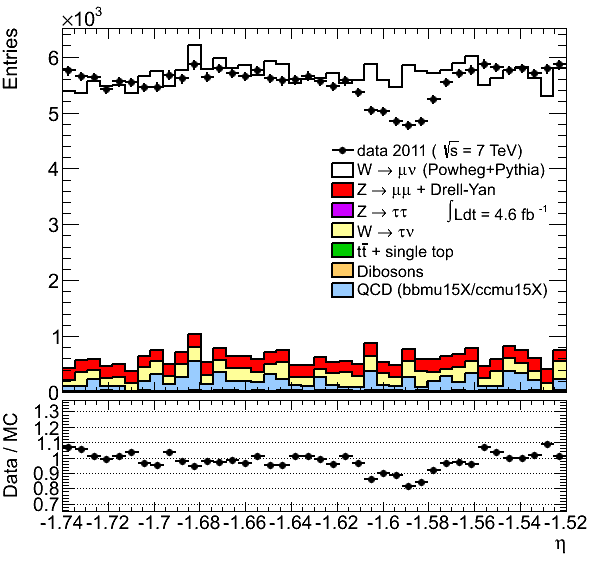 ×10³
Entries
6
5
4
3
2
1
0
data 2011 ( √s = 7 TeV)
W → μν (Powheg+Pythia)
Z → μμ + Drell-Yan
Z → ττ ∫Ldt = 4.6 fb⁻¹
W → τν
tt̅ + single top
Dibosons
QCD (bbmu15X/ccmu15X)
Data / MC
1.3
1.2
1.1
1
0.9
0.8
0.7
-1.74 -1.72 -1.7 -1.68 -1.66 -1.64 -1.62 -1.6 -1.58 -1.56 -1.54 -1.52
η